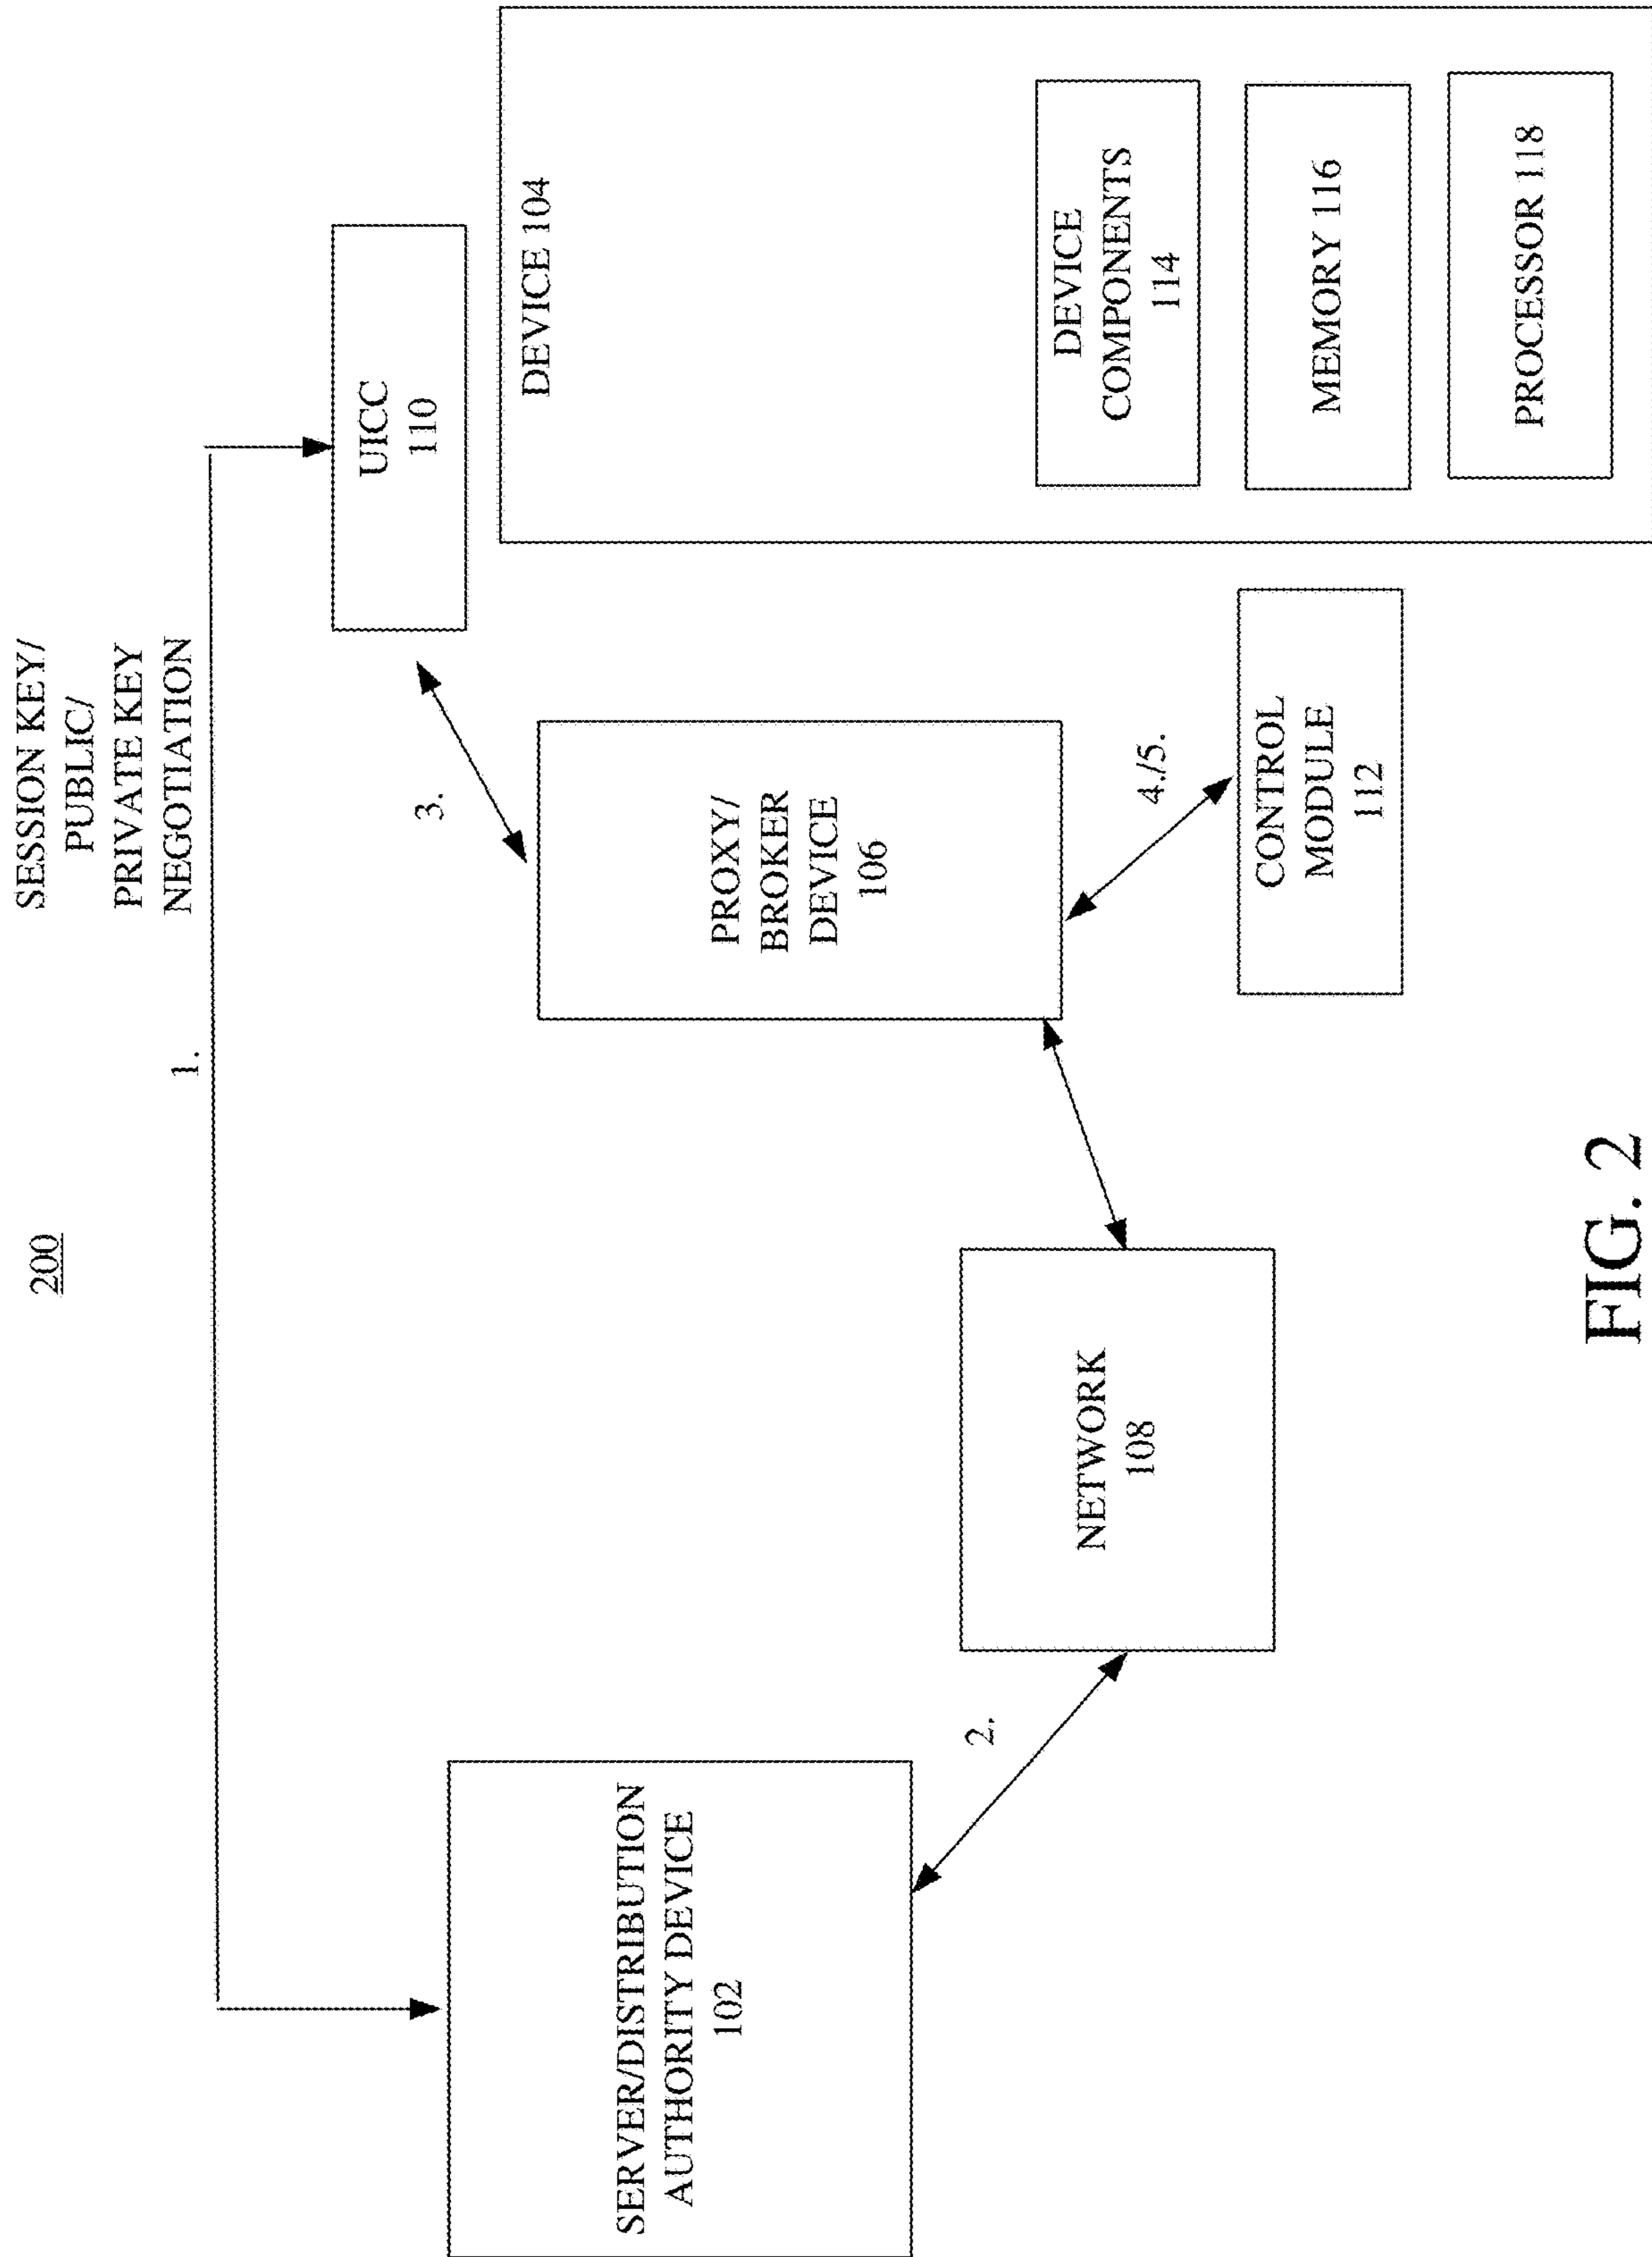 200
SESSION KEY/
PUBLIC/
PRIVATE KEY
NEGOTIATION
1.
UICC
110
3.
SERVER/DISTRIBUTION
AUTHORITY DEVICE
102
PROXY/
BROKER
DEVICE
106
DEVICE 104
2.
NETWORK
108
4./5.
CONTROL
MODULE
112
DEVICE
COMPONENTS
114
MEMORY 116
PROCESSOR 118
FIG. 2